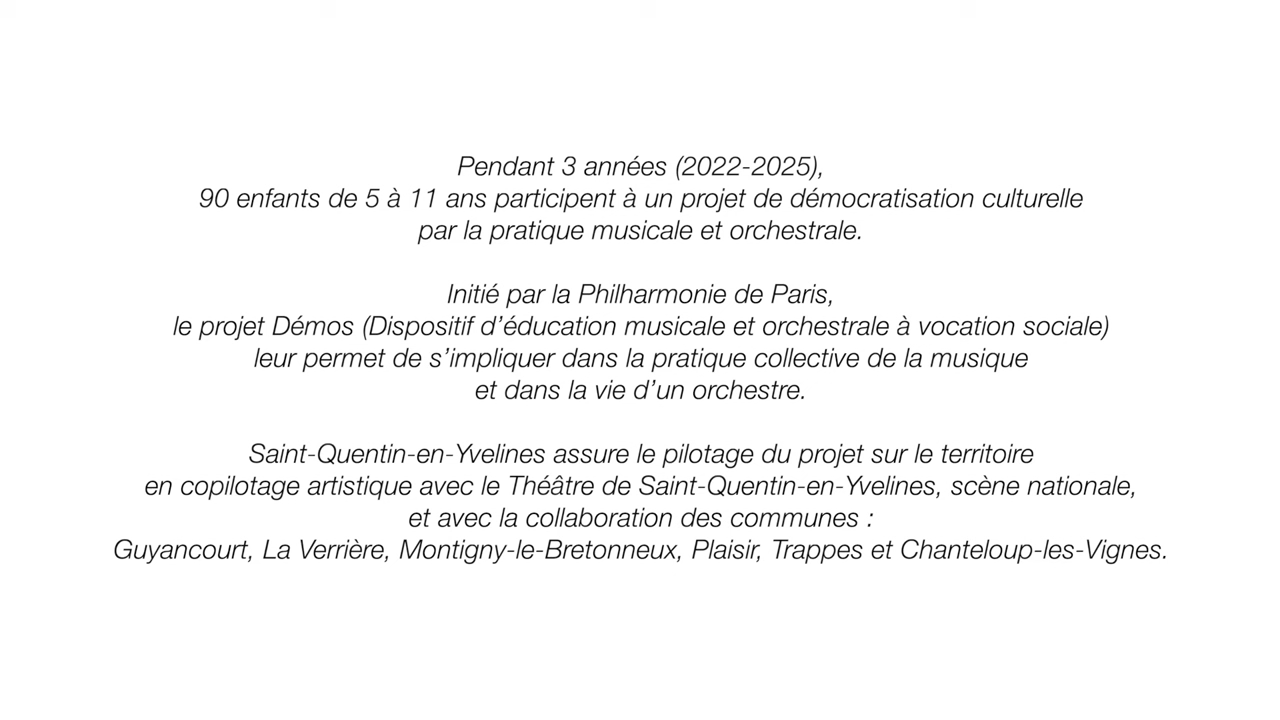 Pendant 3 années (2022-2025),
90 enfants de 5 à 11 ans participent à un projet de démocratisation culturelle
par la pratique musicale et orchestrale.
Initié par la Philharmonie de Paris,
le projet Démos (Dispositif d’éducation musicale et orchestrale à vocation sociale)
leur permet de s’impliquer dans la pratique collective de la musique
et dans la vie d’un orchestre.
Saint-Quentin-en-Yvelines assure le pilotage du projet sur le territoire
en copilotage artistique avec le Théâtre de Saint-Quentin-en-Yvelines, scène nationale,
et avec la collaboration des communes :
Guyancourt, La Verrière, Montigny-le-Bretonneux, Plaisir, Trappes et Chanteloup-les-Vignes.